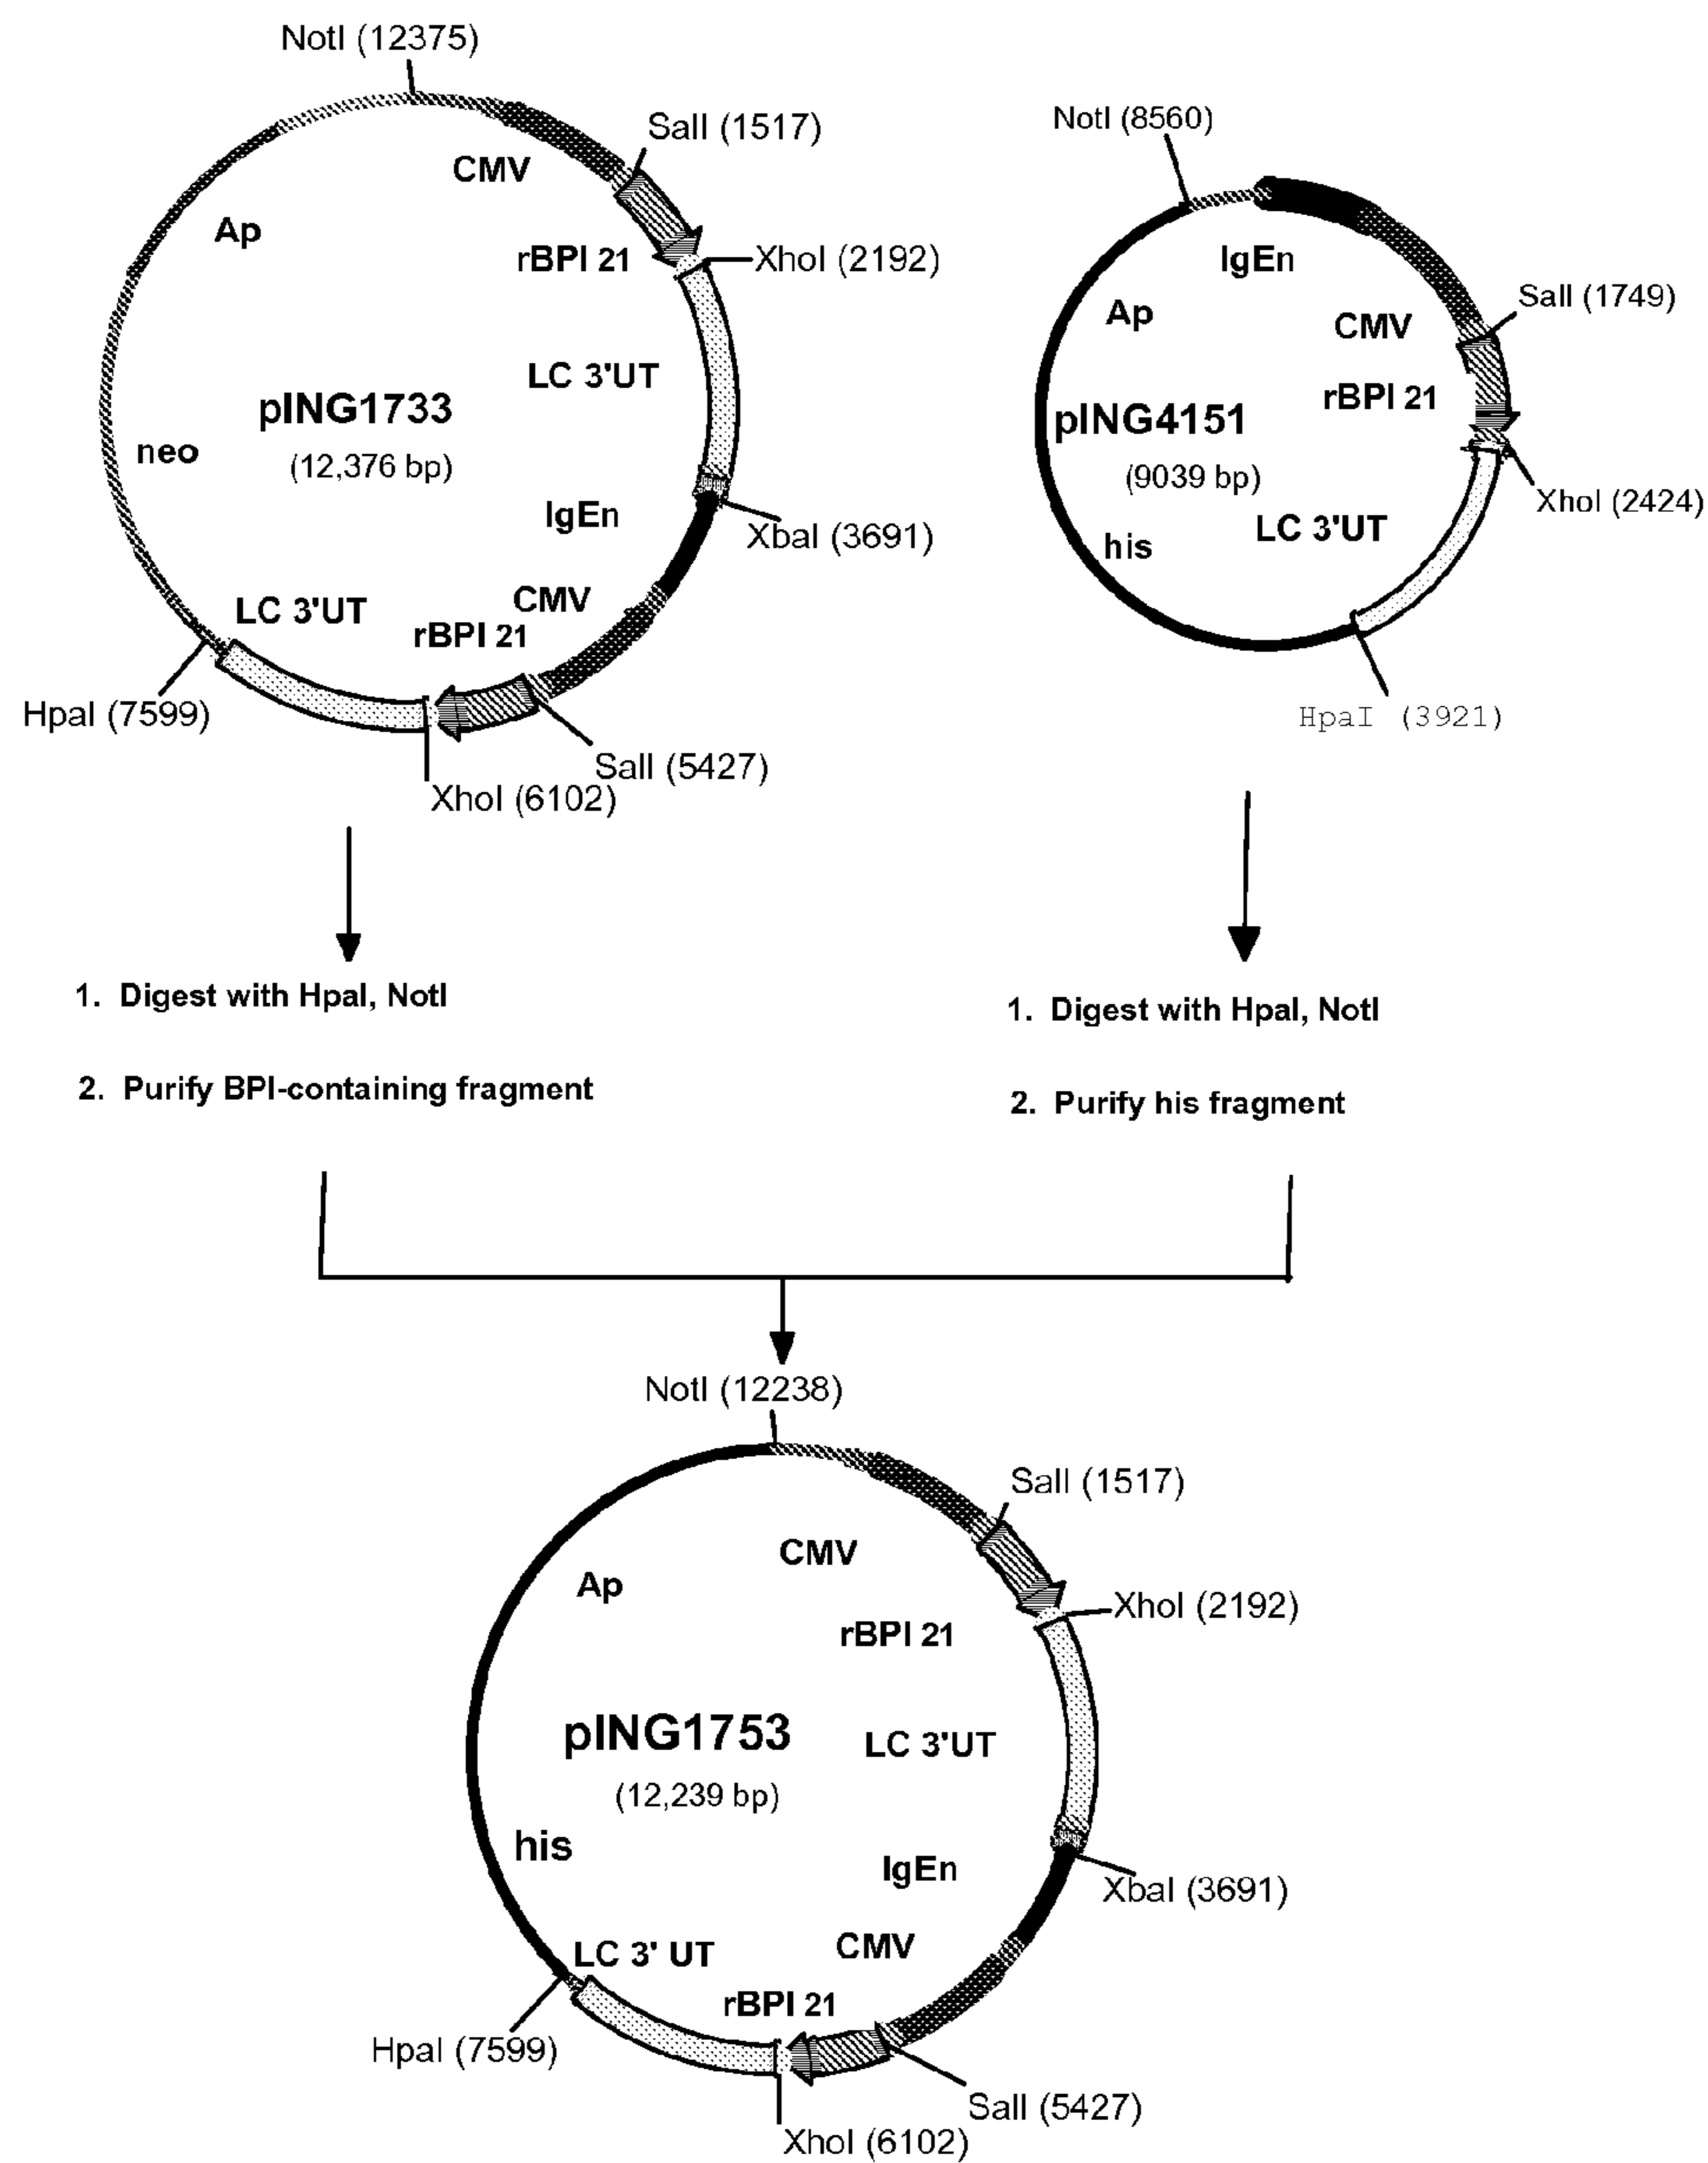 NotI (12375)
SalI (1517)
CMV
Ap
rBPI 21
XhoI (2192)
LC 3'UT
pING1733
(12,376 bp)
neo
IgEn
XbaI (3691)
CMV
LC 3'UT
rBPI 21
HpaI (7599)
SalI (5427)
XhoI (6102)
NotI (8560)
IgEn
SalI (1749)
Ap
CMV
rBPI 21
pING4151
(9039 bp)
XhoI (2424)
LC 3'UT
his
HpaI (3921)
1. Digest with HpaI, NotI
2. Purify BPI-containing fragment
1. Digest with HpaI, NotI
2. Purify his fragment
NotI (12238)
SalI (1517)
CMV
Ap
XhoI (2192)
rBPI 21
pING1753
LC 3'UT
(12,239 bp)
his
IgEn
XbaI (3691)
CMV
LC 3' UT
rBPI 21
HpaI (7599)
SalI (5427)
XhoI (6102)